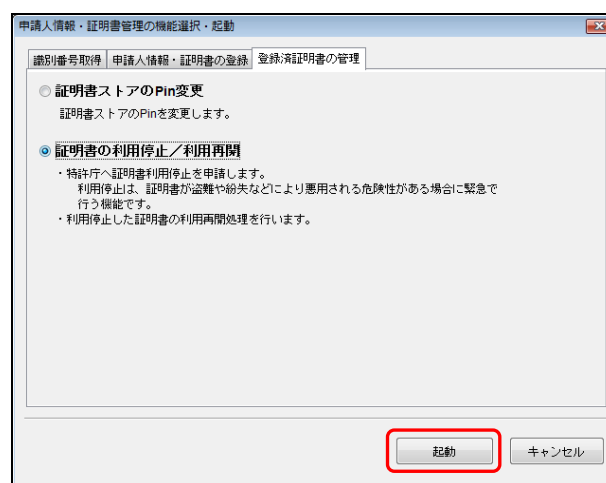 申請人情報・証明書管理の機能選択・起動
識別番号取得 申請人情報・証明書の登録 登録済証明書の管理
証明書ストアのPin変更
証明書ストアのPinを変更します。
証明書の利用停止／利用再開
・特許庁へ証明書利用停止を申請します。
利用停止は、証明書が盗難や紛失などにより悪用される危険性がある場合に緊急で
行う機能です。
・利用停止した証明書の利用再開処理を行います。
起動 キャンセル